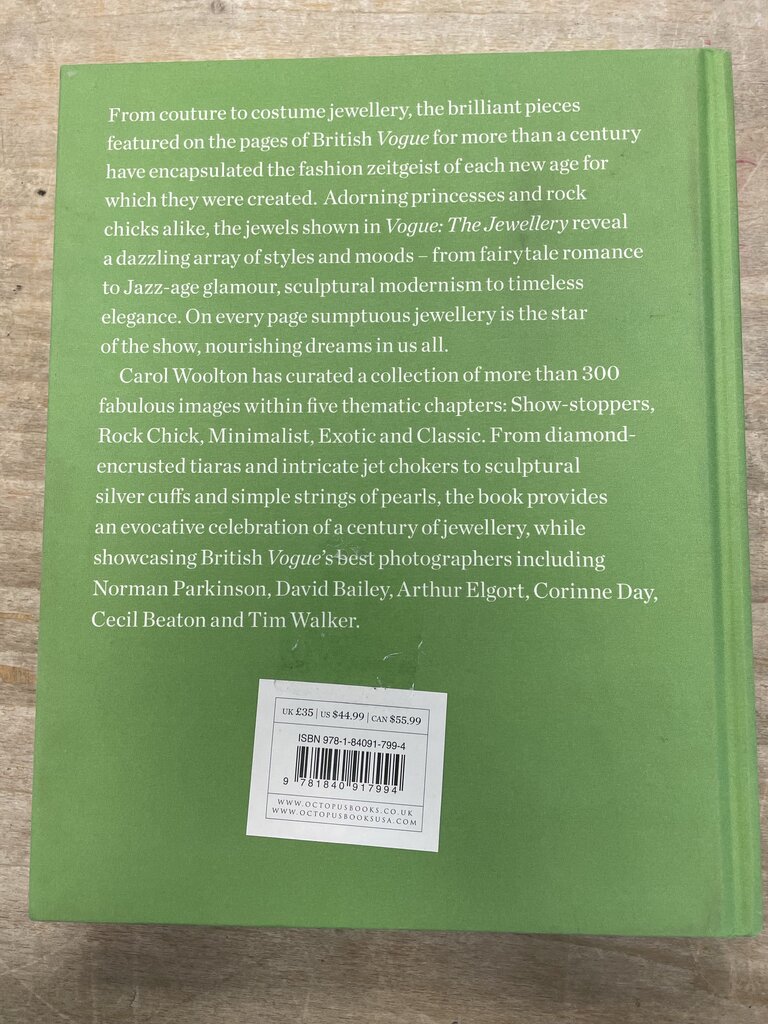 From couture to costume jewellery, the brilliant pieces
featured on the pages of British Vogue for more than a century
have encapsulated the fashion zeitgeist of each new age for
which they were created. Adorning princesses and rock
chicks alike, the jewels shown in Vogue: The Jewellery reveal
a dazzling array of styles and moods – from fairytale romance
to Jazz-age glamour, sculptural modernism to timeless
elegance. On every page sumptuous jewellery is the star
of the show, nourishing dreams in us all.
Carol Woolton has curated a collection of more than 300
fabulous images within five thematic chapters: Show-stoppers,
Rock Chick, Minimalist, Exotic and Classic. From diamond-
encrusted tiaras and intricate jet chokers to sculptural
silver cuffs and simple strings of pearls, the book provides
an evocative celebration of a century of jewellery, while
showcasing British Vogue's best photographers including
Norman Parkinson, David Bailey, Arthur Elgort, Corinne Day,
Cecil Beaton and Tim Walker.
UK £35 | US $44.99 | CAN $55.99
ISBN 978-1-84091-799-4
9 781840 917994
WWW.OCTOPUSBOOKS.CO.UK
WWW.OCTOPUSBOOKSUSA.COM